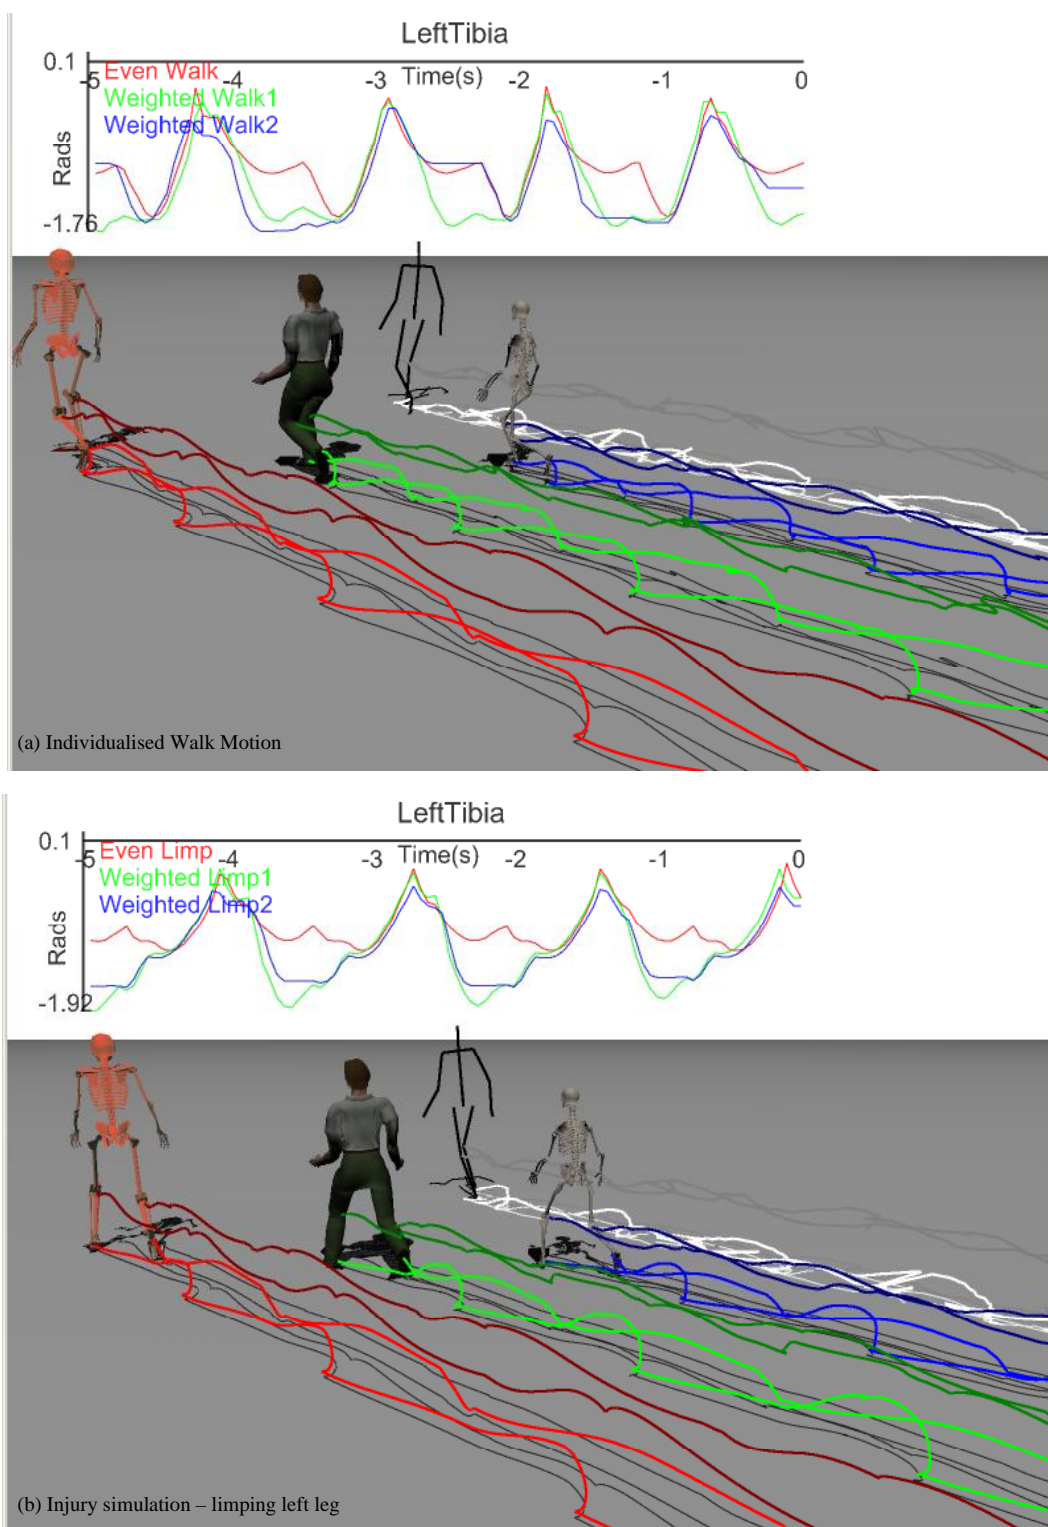 LeftTibia
0.1
-5 -4 -3 Time(s) -2 -1 0
Even Walk
Weighted Walk1
Weighted Walk2
Rads
-1.76
(a) Individualised Walk Motion
LeftTibia
0.1
-5 -4 -3 Time(s) -2 -1 0
Even Limp
Weighted Limp1
Weighted Limp2
Rads
-1.92
(b) Injury simulation – limping left leg